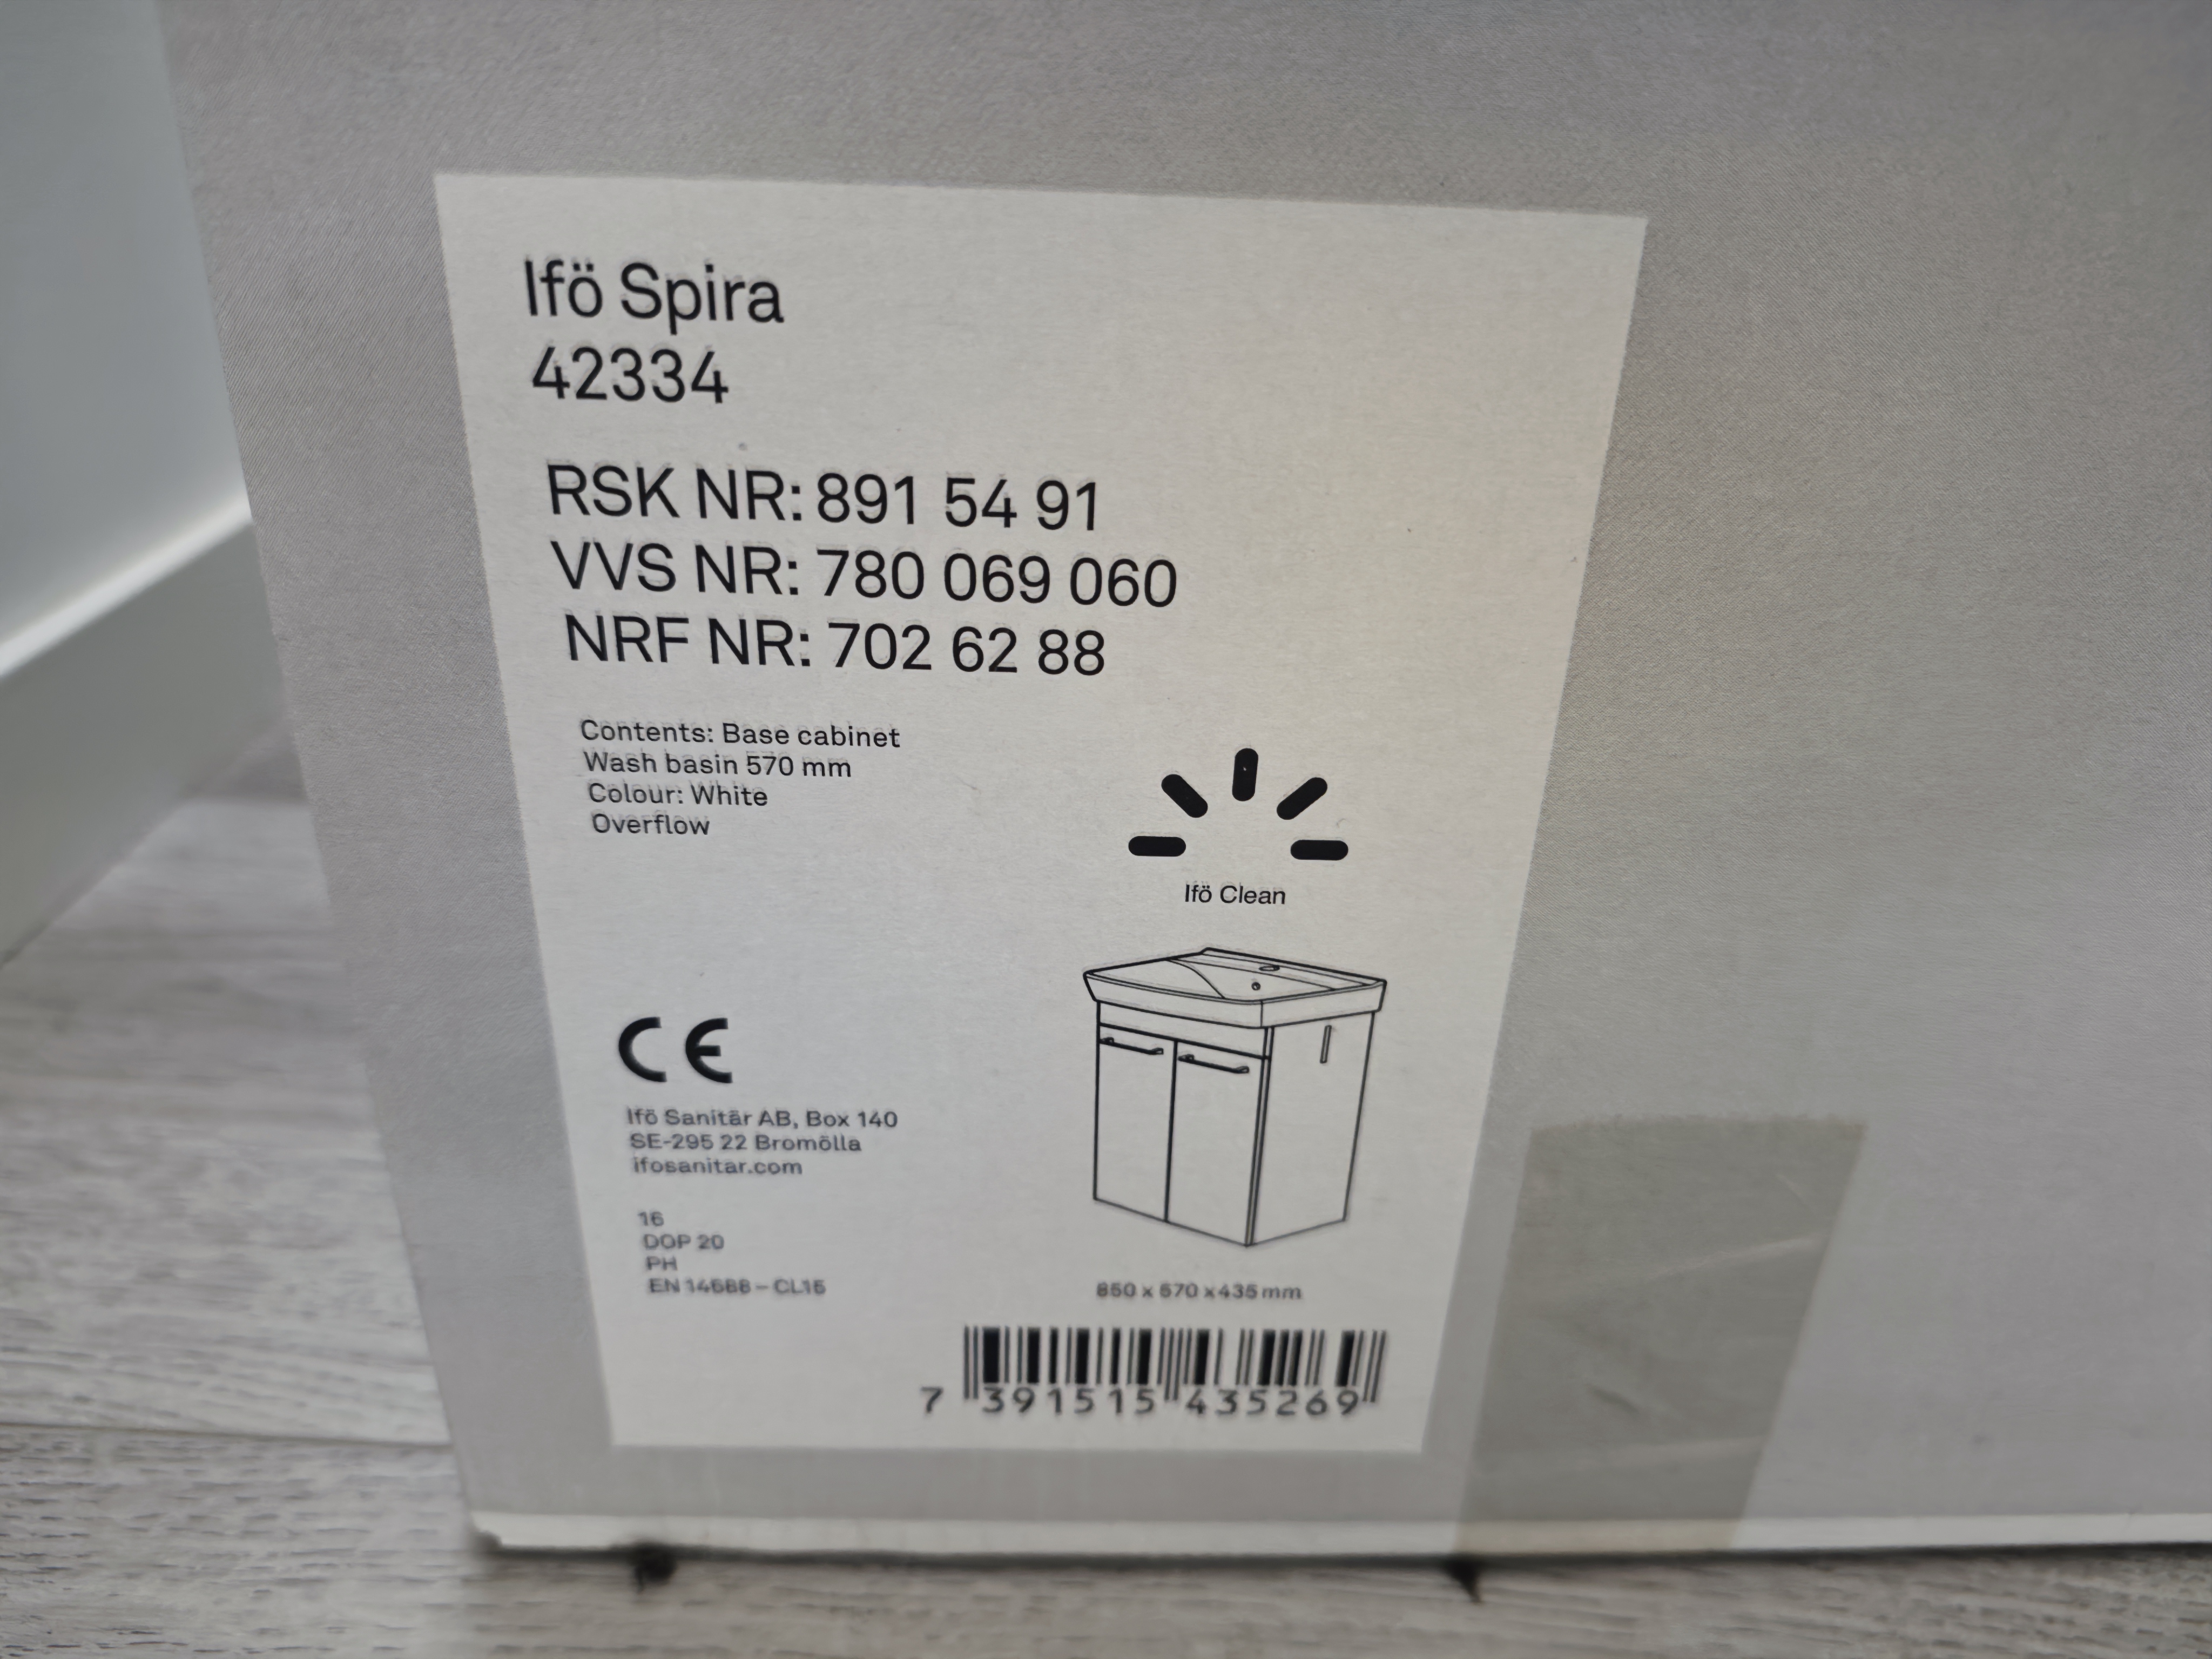 Ifö Spira
42334
RSK NR: 891 54 91
VVS NR: 780 069 060
NRF NR: 702 62 88
Contents: Base cabinet
Wash basin 570 mm
Colour: White
Overflow
Ifö Clean
CE
Ifö Sanitär AB, Box 140
SE-295 22 Bromölla
ifosanitar.com
16
DOP 20
PH
EN 14688 – CL15
850 x 570 x 435 mm
7 391515 435269